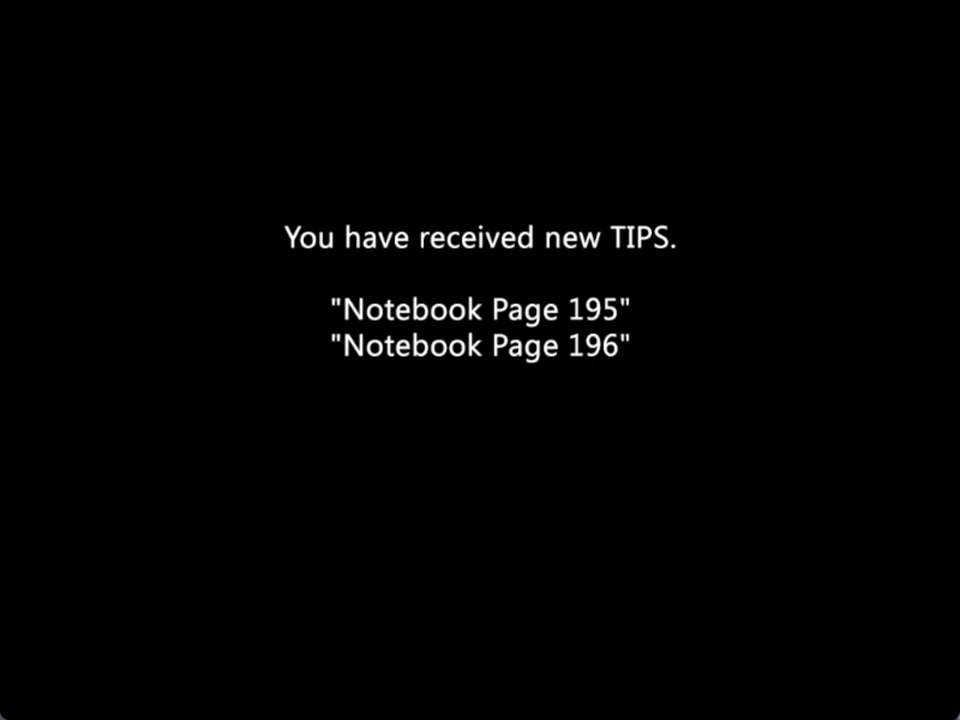 You have received new TIPS.
"Notebook Page 195"
"Notebook Page 196"